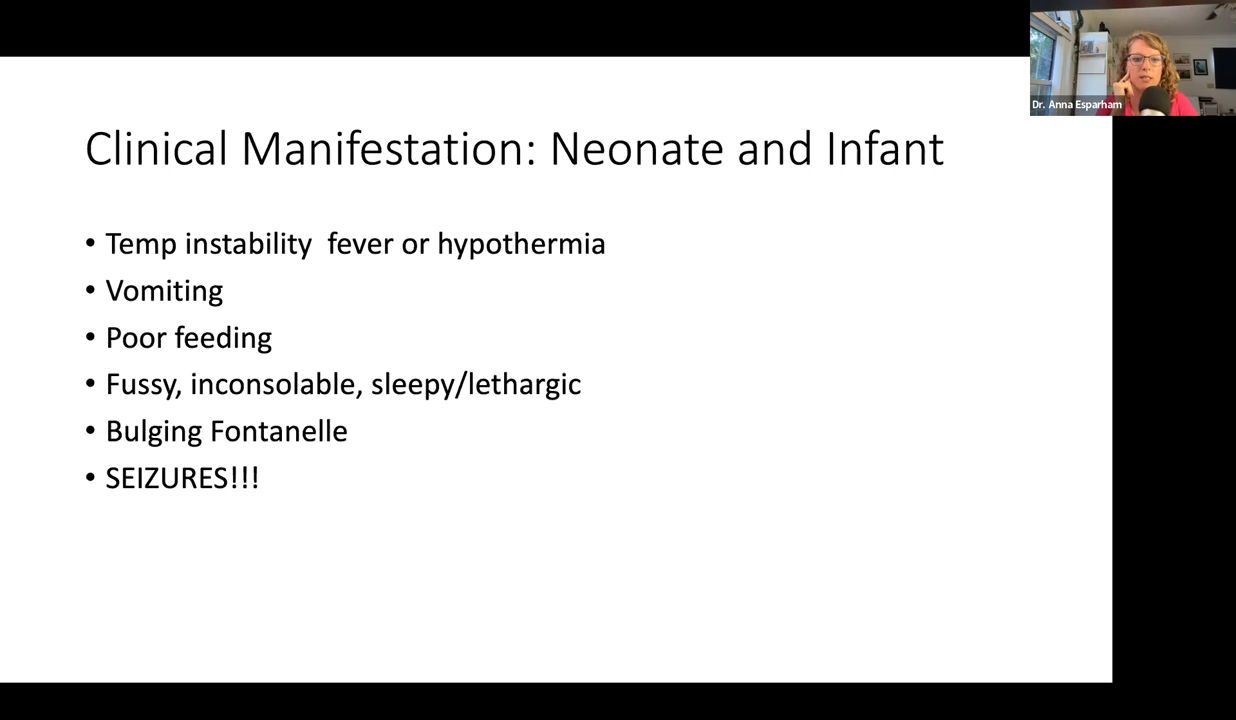 Dr. Anna Esparham
Clinical Manifestation: Neonate and Infant
• Temp instability  fever or hypothermia
• Vomiting
• Poor feeding
• Fussy, inconsolable, sleepy/lethargic
• Bulging Fontanelle
• SEIZURES!!!